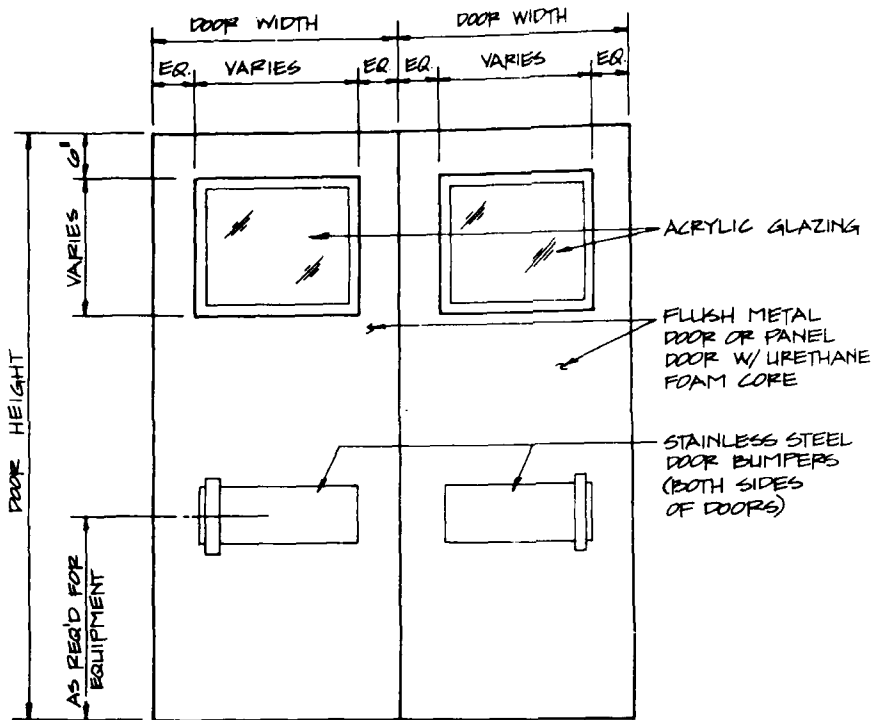 DOOR WIDTH
DOOR WIDTH
EQ.
VARIES
EQ.
EQ.
VARIES
EQ.
6"
VARIES
DOOR HEIGHT
AS REQ'D FOR
EQUIPMENT
ACRYLIC GLAZING
FLUSH METAL
DOOR OR PANEL
DOOR W/ URETHANE
FOAM CORE
STAINLESS STEEL
DOOR BUMPERS
(BOTH SIDES
OF DOORS)